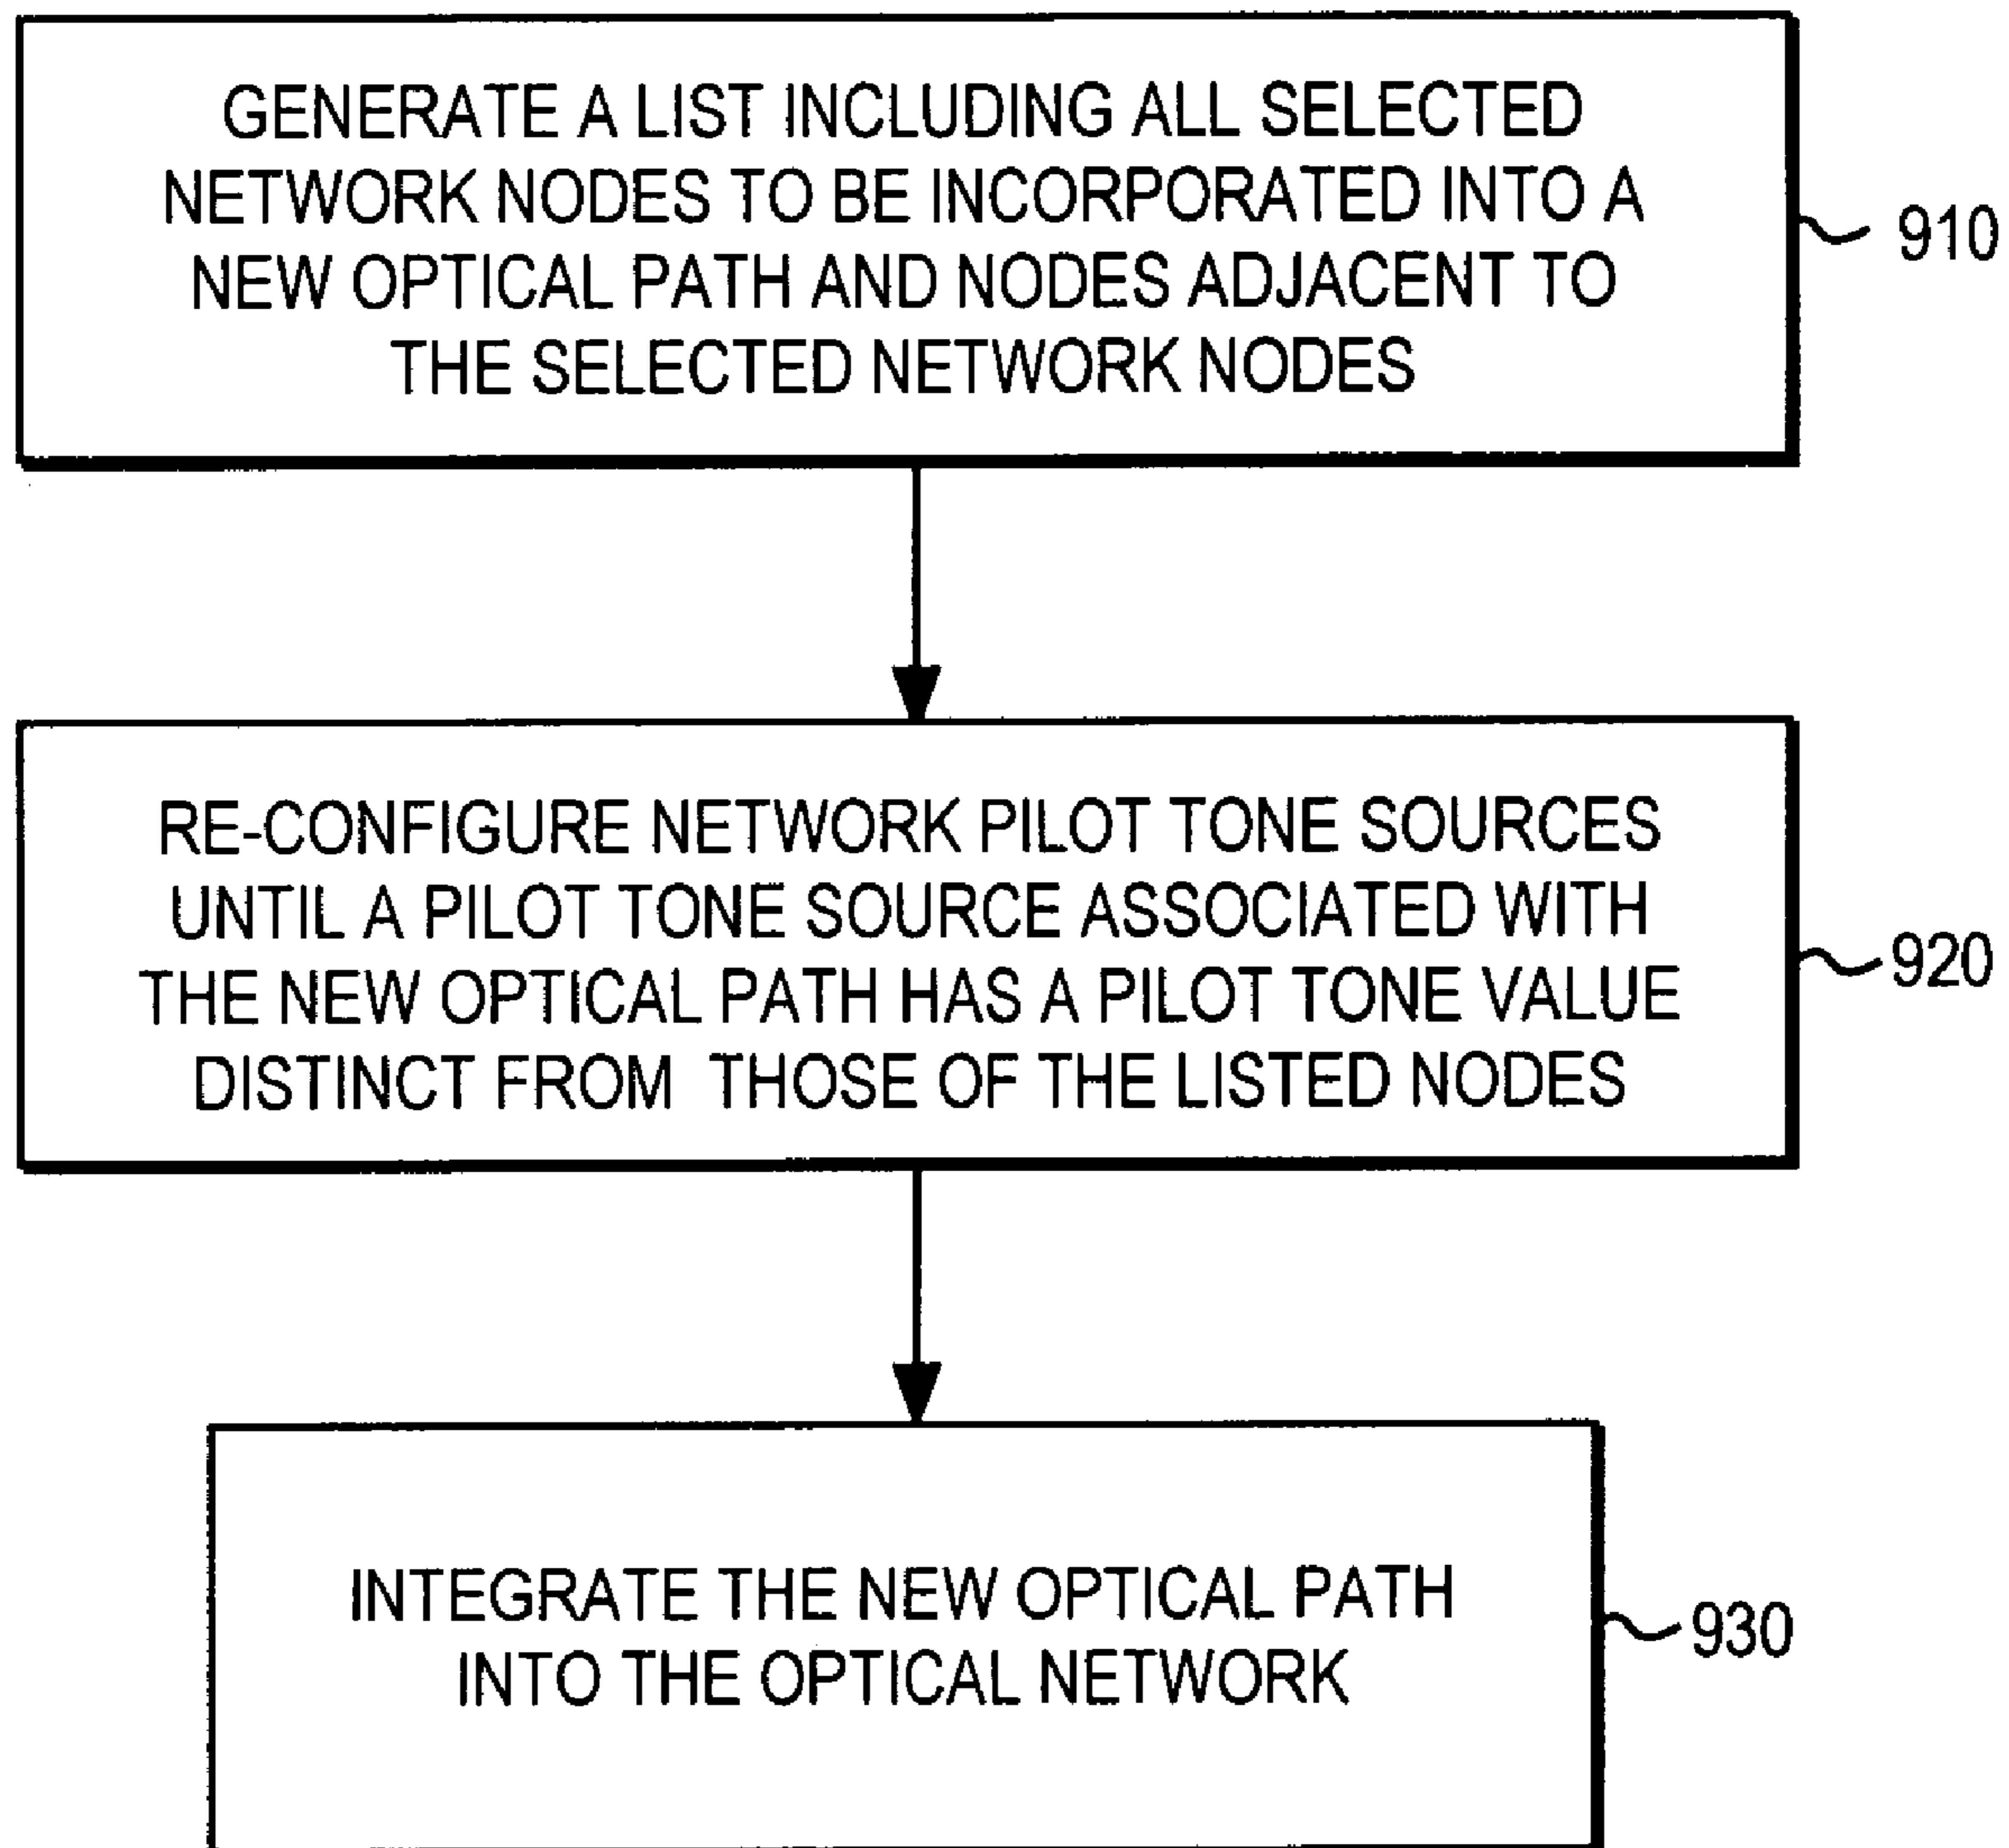 GENERATE A LIST INCLUDING ALL SELECTED
NETWORK NODES TO BE INCORPORATED INTO A
NEW OPTICAL PATH AND NODES ADJACENT TO
THE SELECTED NETWORK NODES
910
RE-CONFIGURE NETWORK PILOT TONE SOURCES
UNTIL A PILOT TONE SOURCE ASSOCIATED WITH
THE NEW OPTICAL PATH HAS A PILOT TONE VALUE
DISTINCT FROM THOSE OF THE LISTED NODES
920
INTEGRATE THE NEW OPTICAL PATH
INTO THE OPTICAL NETWORK
930